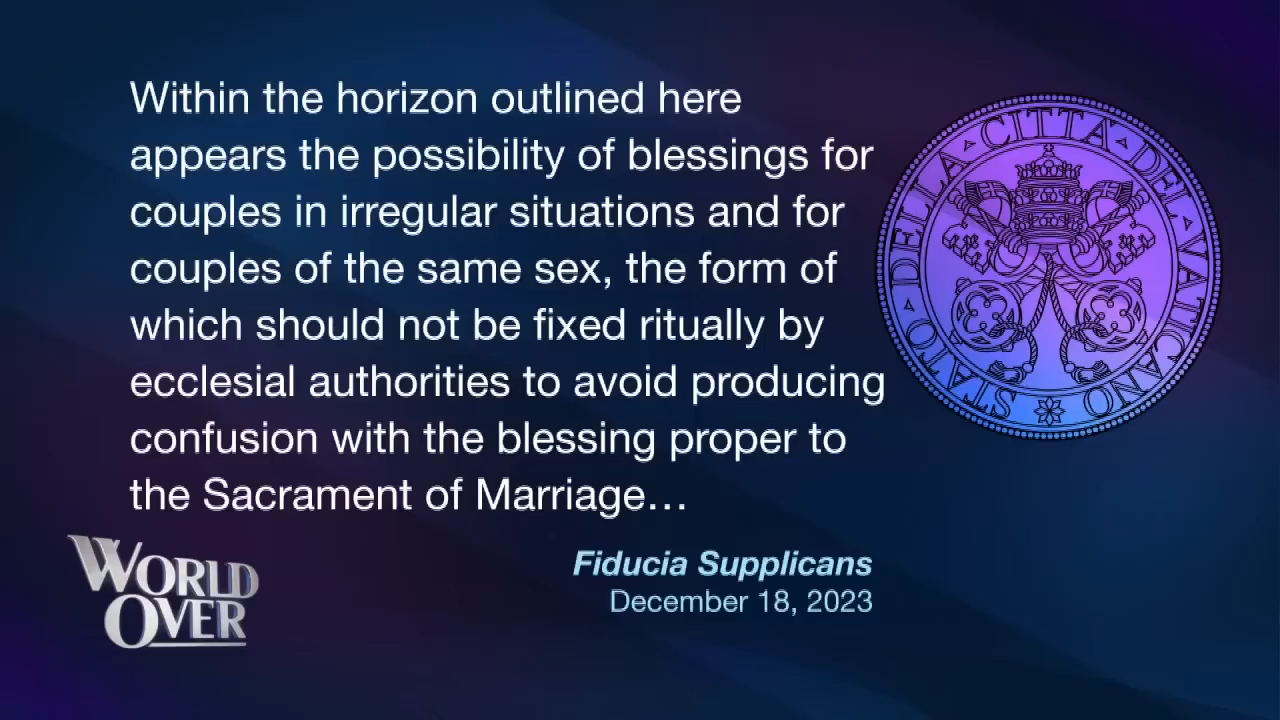 Within the horizon outlined here
appears the possibility of blessings for
couples in irregular situations and for
couples of the same sex, the form of
which should not be fixed ritually by
ecclesial authorities to avoid producing
confusion with the blessing proper to
the Sacrament of Marriage…
Fiducia Supplicans
December 18, 2023
WORLD
OVER
STATO DELLA CITTA DEL VATICANO